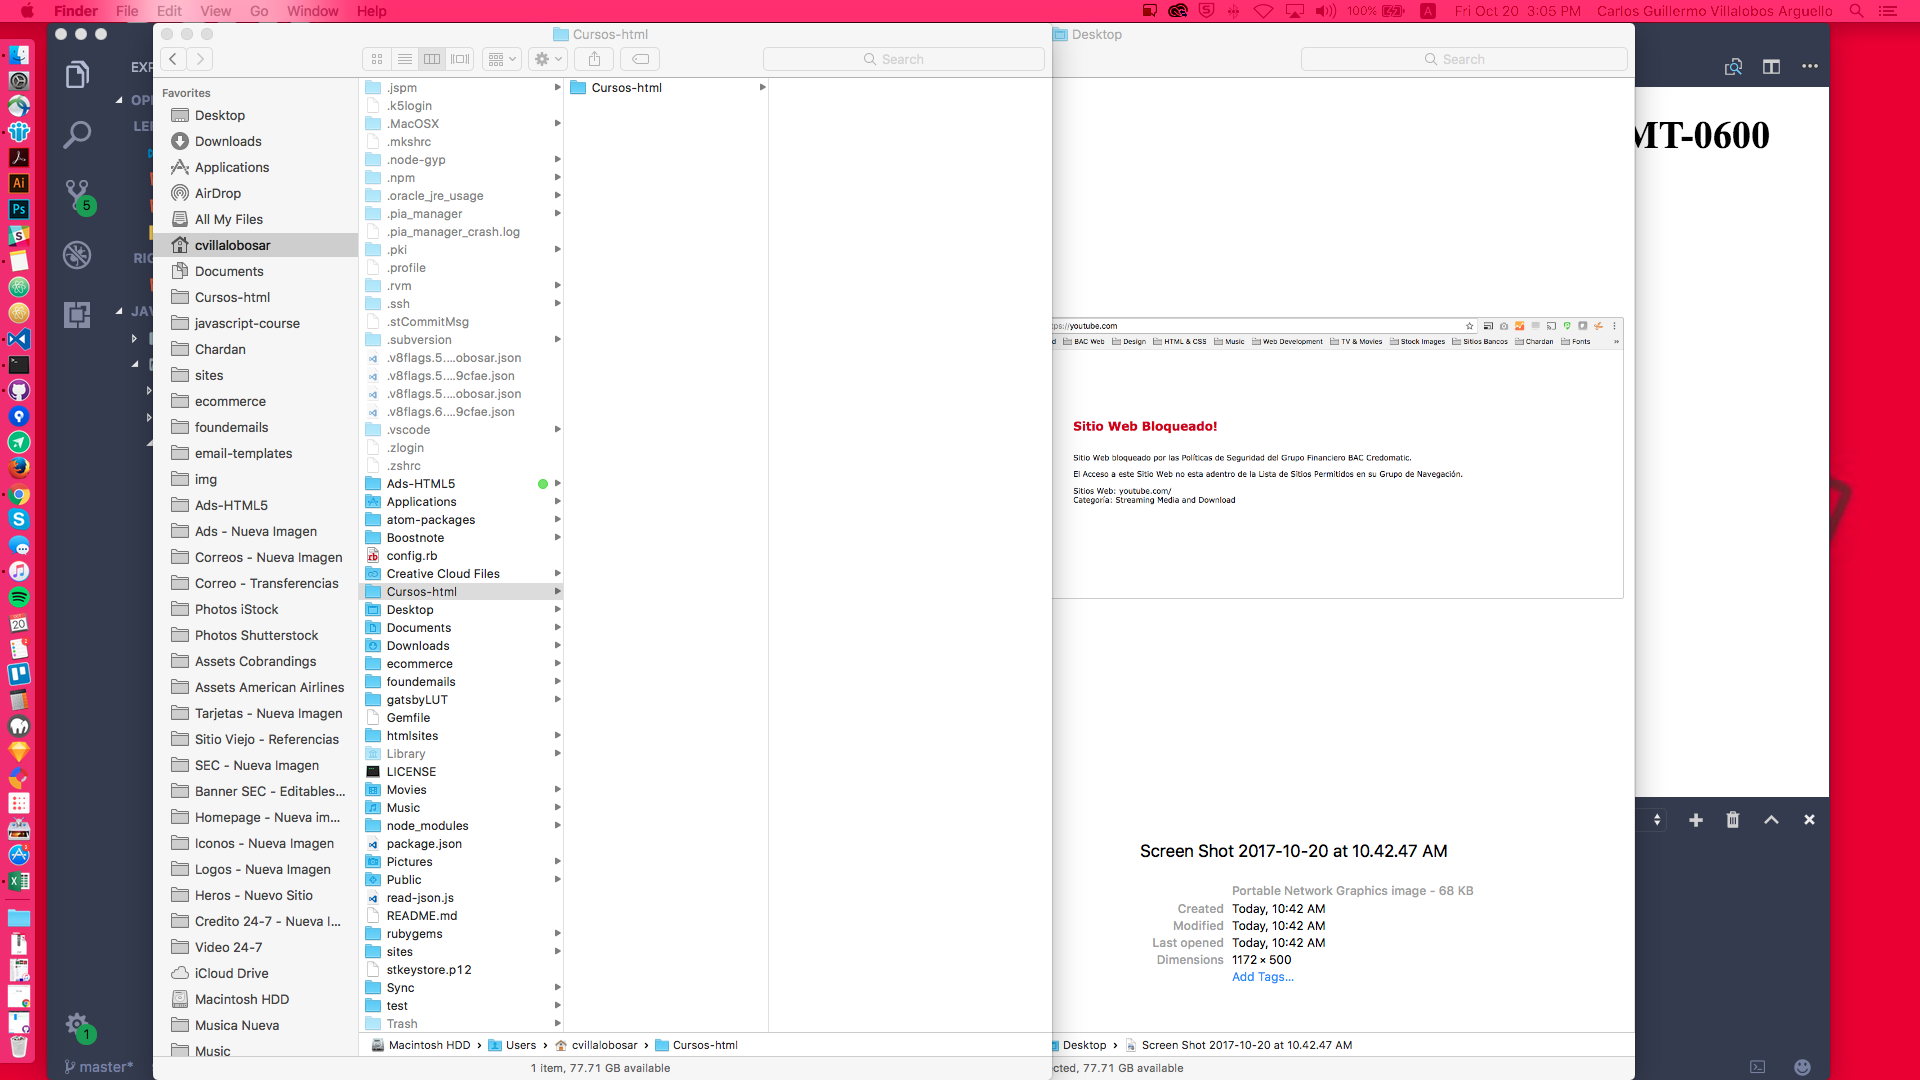 Finder File Edit View Go Window Help
100% Fri Oct 20 3:05 PM Carlos Guillermo Villalobos Arguello
Cursos-html
Search
Favorites
Desktop
Downloads
Applications
AirDrop
All My Files
cvillalobosar
Documents
Cursos-html
javascript-course
Chardan
sites
ecommerce
foundemails
email-templates
img
Ads-HTML5
Ads - Nueva Imagen
Correos - Nueva Imagen
Correo - Transferencias
Photos iStock
Photos Shutterstock
Assets Cobrandings
Assets American Airlines
Tarjetas - Nueva Imagen
Sitio Viejo - Referencias
SEC - Nueva Imagen
Banner SEC - Editables...
Homepage - Nueva im...
Iconos - Nueva Imagen
Logos - Nueva Imagen
Heros - Nuevo Sitio
Credito 24-7 - Nueva I...
Video 24-7
iCloud Drive
Macintosh HDD
Musica Nueva
Music
.jspm
.k5login
.MacOSX
.mkshrc
.node-gyp
.npm
.oracle_jre_usage
.pia_manager
.pia_manager_crash.log
.pki
.profile
.rvm
.ssh
.stCommitMsg
.subversion
.v8flags.5....obosar.json
.v8flags.5....9cfae.json
.v8flags.5....obosar.json
.v8flags.6....9cfae.json
.vscode
.zlogin
.zshrc
Ads-HTML5
Applications
atom-packages
Boostnote
config.rb
Creative Cloud Files
Cursos-html
Desktop
Documents
Downloads
ecommerce
foundemails
gatsbyLUT
Gemfile
htmlsites
Library
LICENSE
Movies
Music
node_modules
package.json
Pictures
Public
read-json.js
README.md
rubygems
sites
stkeystore.p12
Sync
test
Trash
Cursos-html
Macintosh HDD › Users › cvillalobosar › Cursos-html
1 item, 77.71 GB available
Desktop
Search
youtube.com
BAC Web Design HTML & CSS Music Web Development TV & Movies Stock Images Sitios Bancos Chardan Fonts
Sitio Web Bloqueado!
Sitio Web bloqueado por las Políticas de Seguridad del Grupo Financiero BAC Credomatic.
El Acceso a este Sitio Web no esta adentro de la Lista de Sitios Permitidos en su Grupo de Navegación.
Sitios Web: youtube.com/
Categoría: Streaming Media and Download
Screen Shot 2017-10-20 at 10.42.47 AM
Portable Network Graphics image - 68 KB
Created Today, 10:42 AM
Modified Today, 10:42 AM
Last opened Today, 10:42 AM
Dimensions 1172 × 500
Add Tags...
Desktop › Screen Shot 2017-10-20 at 10.42.47 AM
cted, 77.71 GB available
MT-0600
EXP
OP
LE
RIG
JAV
5
1
master*
Ai
Ps
20